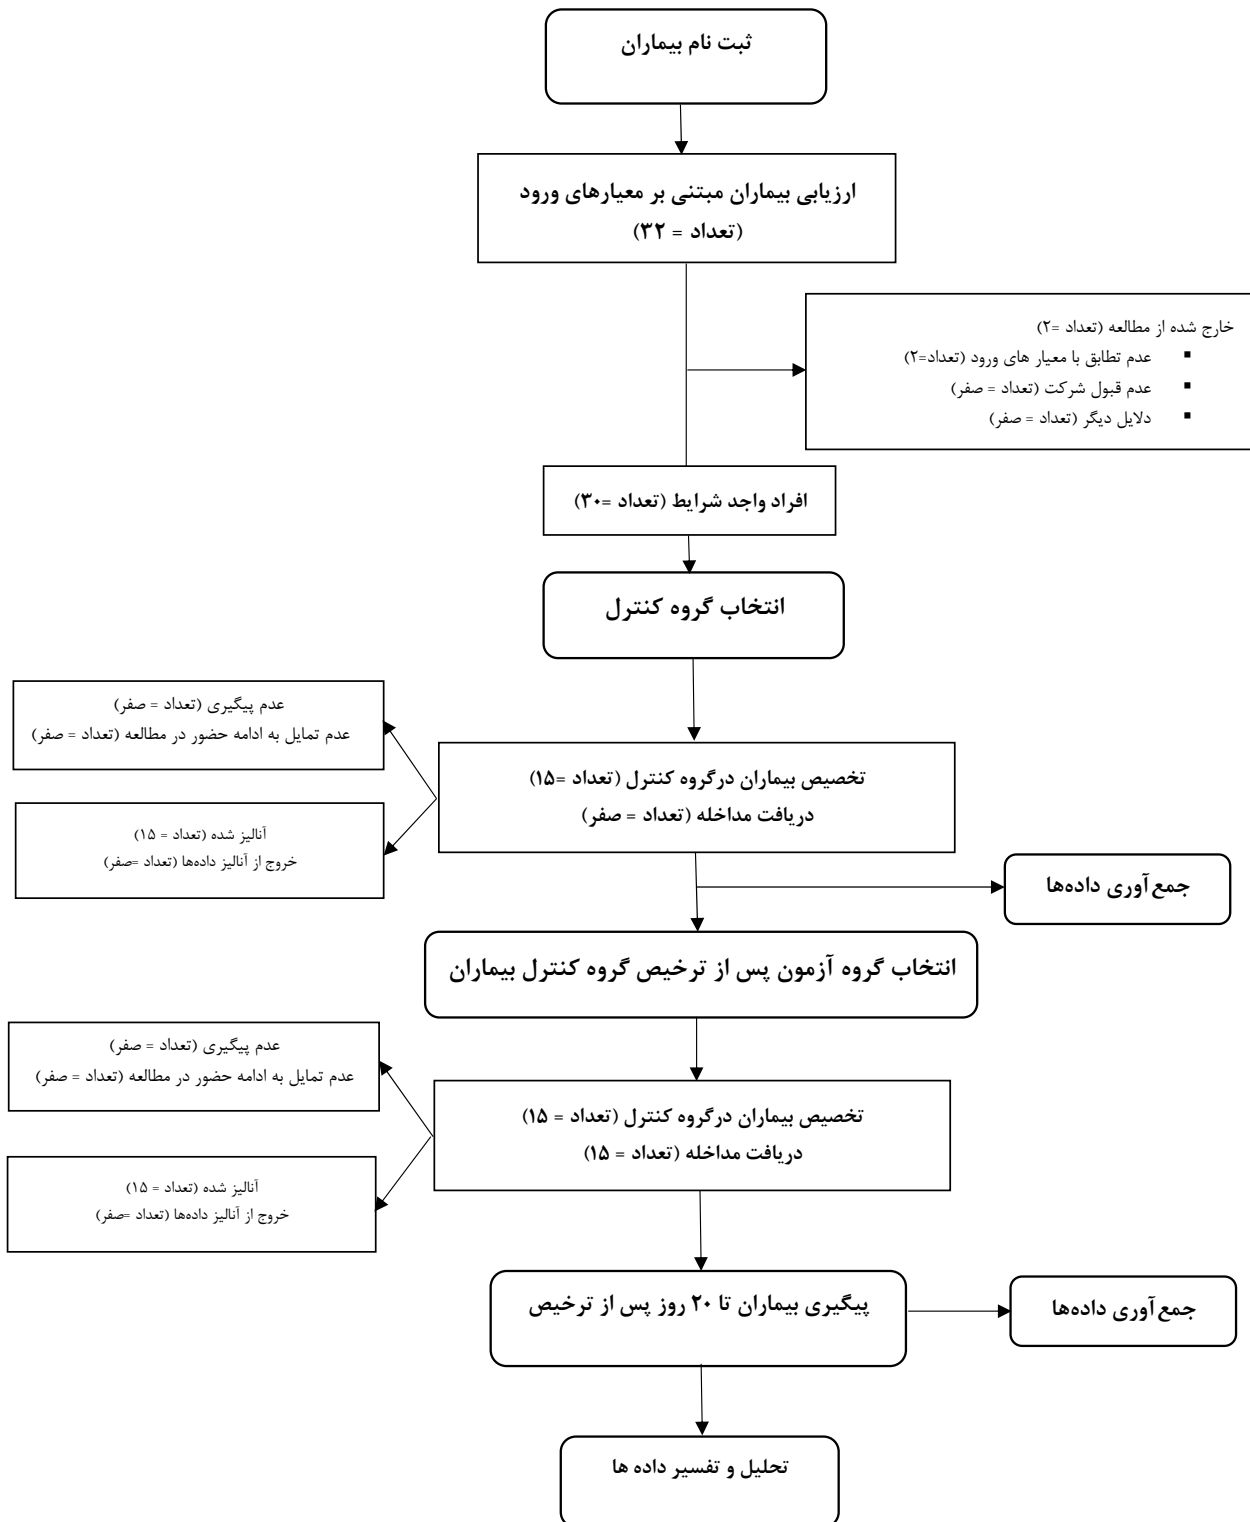 ثبت نام بیماران
ارزیابی بیماران مبتنی بر معیارهای ورود
(تعداد = ۳۲)
خارج شده از مطالعه (تعداد =۲)
▪ عدم تطابق با معیار های ورود (تعداد=۲)
▪ عدم قبول شرکت (تعداد = صفر)
▪ دلایل دیگر (تعداد = صفر)
افراد واجد شرایط (تعداد =۳۰)
انتخاب گروه کنترل
عدم پیگیری (تعداد = صفر)
عدم تمایل به ادامه حضور در مطالعه (تعداد = صفر)
تخصیص بیماران درگروه کنترل (تعداد =۱۵)
دریافت مداخله (تعداد = صفر)
آنالیز شده (تعداد = ۱۵)
خروج از آنالیز داده‌ها (تعداد =صفر)
جمع‌آوری داده‌ها
انتخاب گروه آزمون پس از ترخیص گروه کنترل بیماران
عدم پیگیری (تعداد = صفر)
عدم تمایل به ادامه حضور در مطالعه (تعداد = صفر)
تخصیص بیماران درگروه کنترل (تعداد = ۱۵)
دریافت مداخله (تعداد = ۱۵)
آنالیز شده (تعداد = ۱۵)
خروج از آنالیز داده‌ها (تعداد =صفر)
پیگیری بیماران تا ۲۰ روز پس از ترخیص
جمع‌آوری داده‌ها
تحلیل و تفسیر داده ها